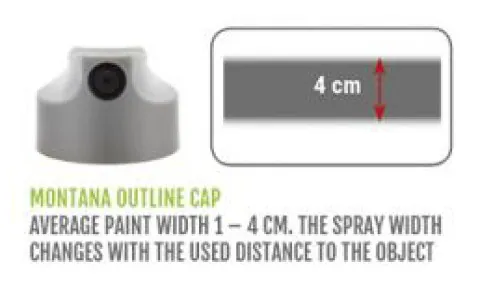 4 cm
MONTANA OUTLINE CAP
AVERAGE PAINT WIDTH 1 – 4 CM. THE SPRAY WIDTH
CHANGES WITH THE USED DISTANCE TO THE OBJECT